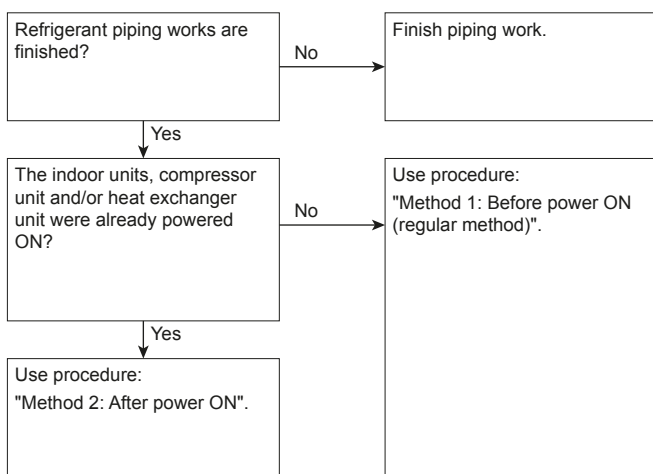 Refrigerant piping works are
finished?
No
Finish piping work.
Yes
The indoor units, compressor
unit and/or heat exchanger
unit were already powered
ON?
No
Use procedure:
"Method 1: Before power ON
(regular method)".
Yes
Use procedure:
"Method 2: After power ON".